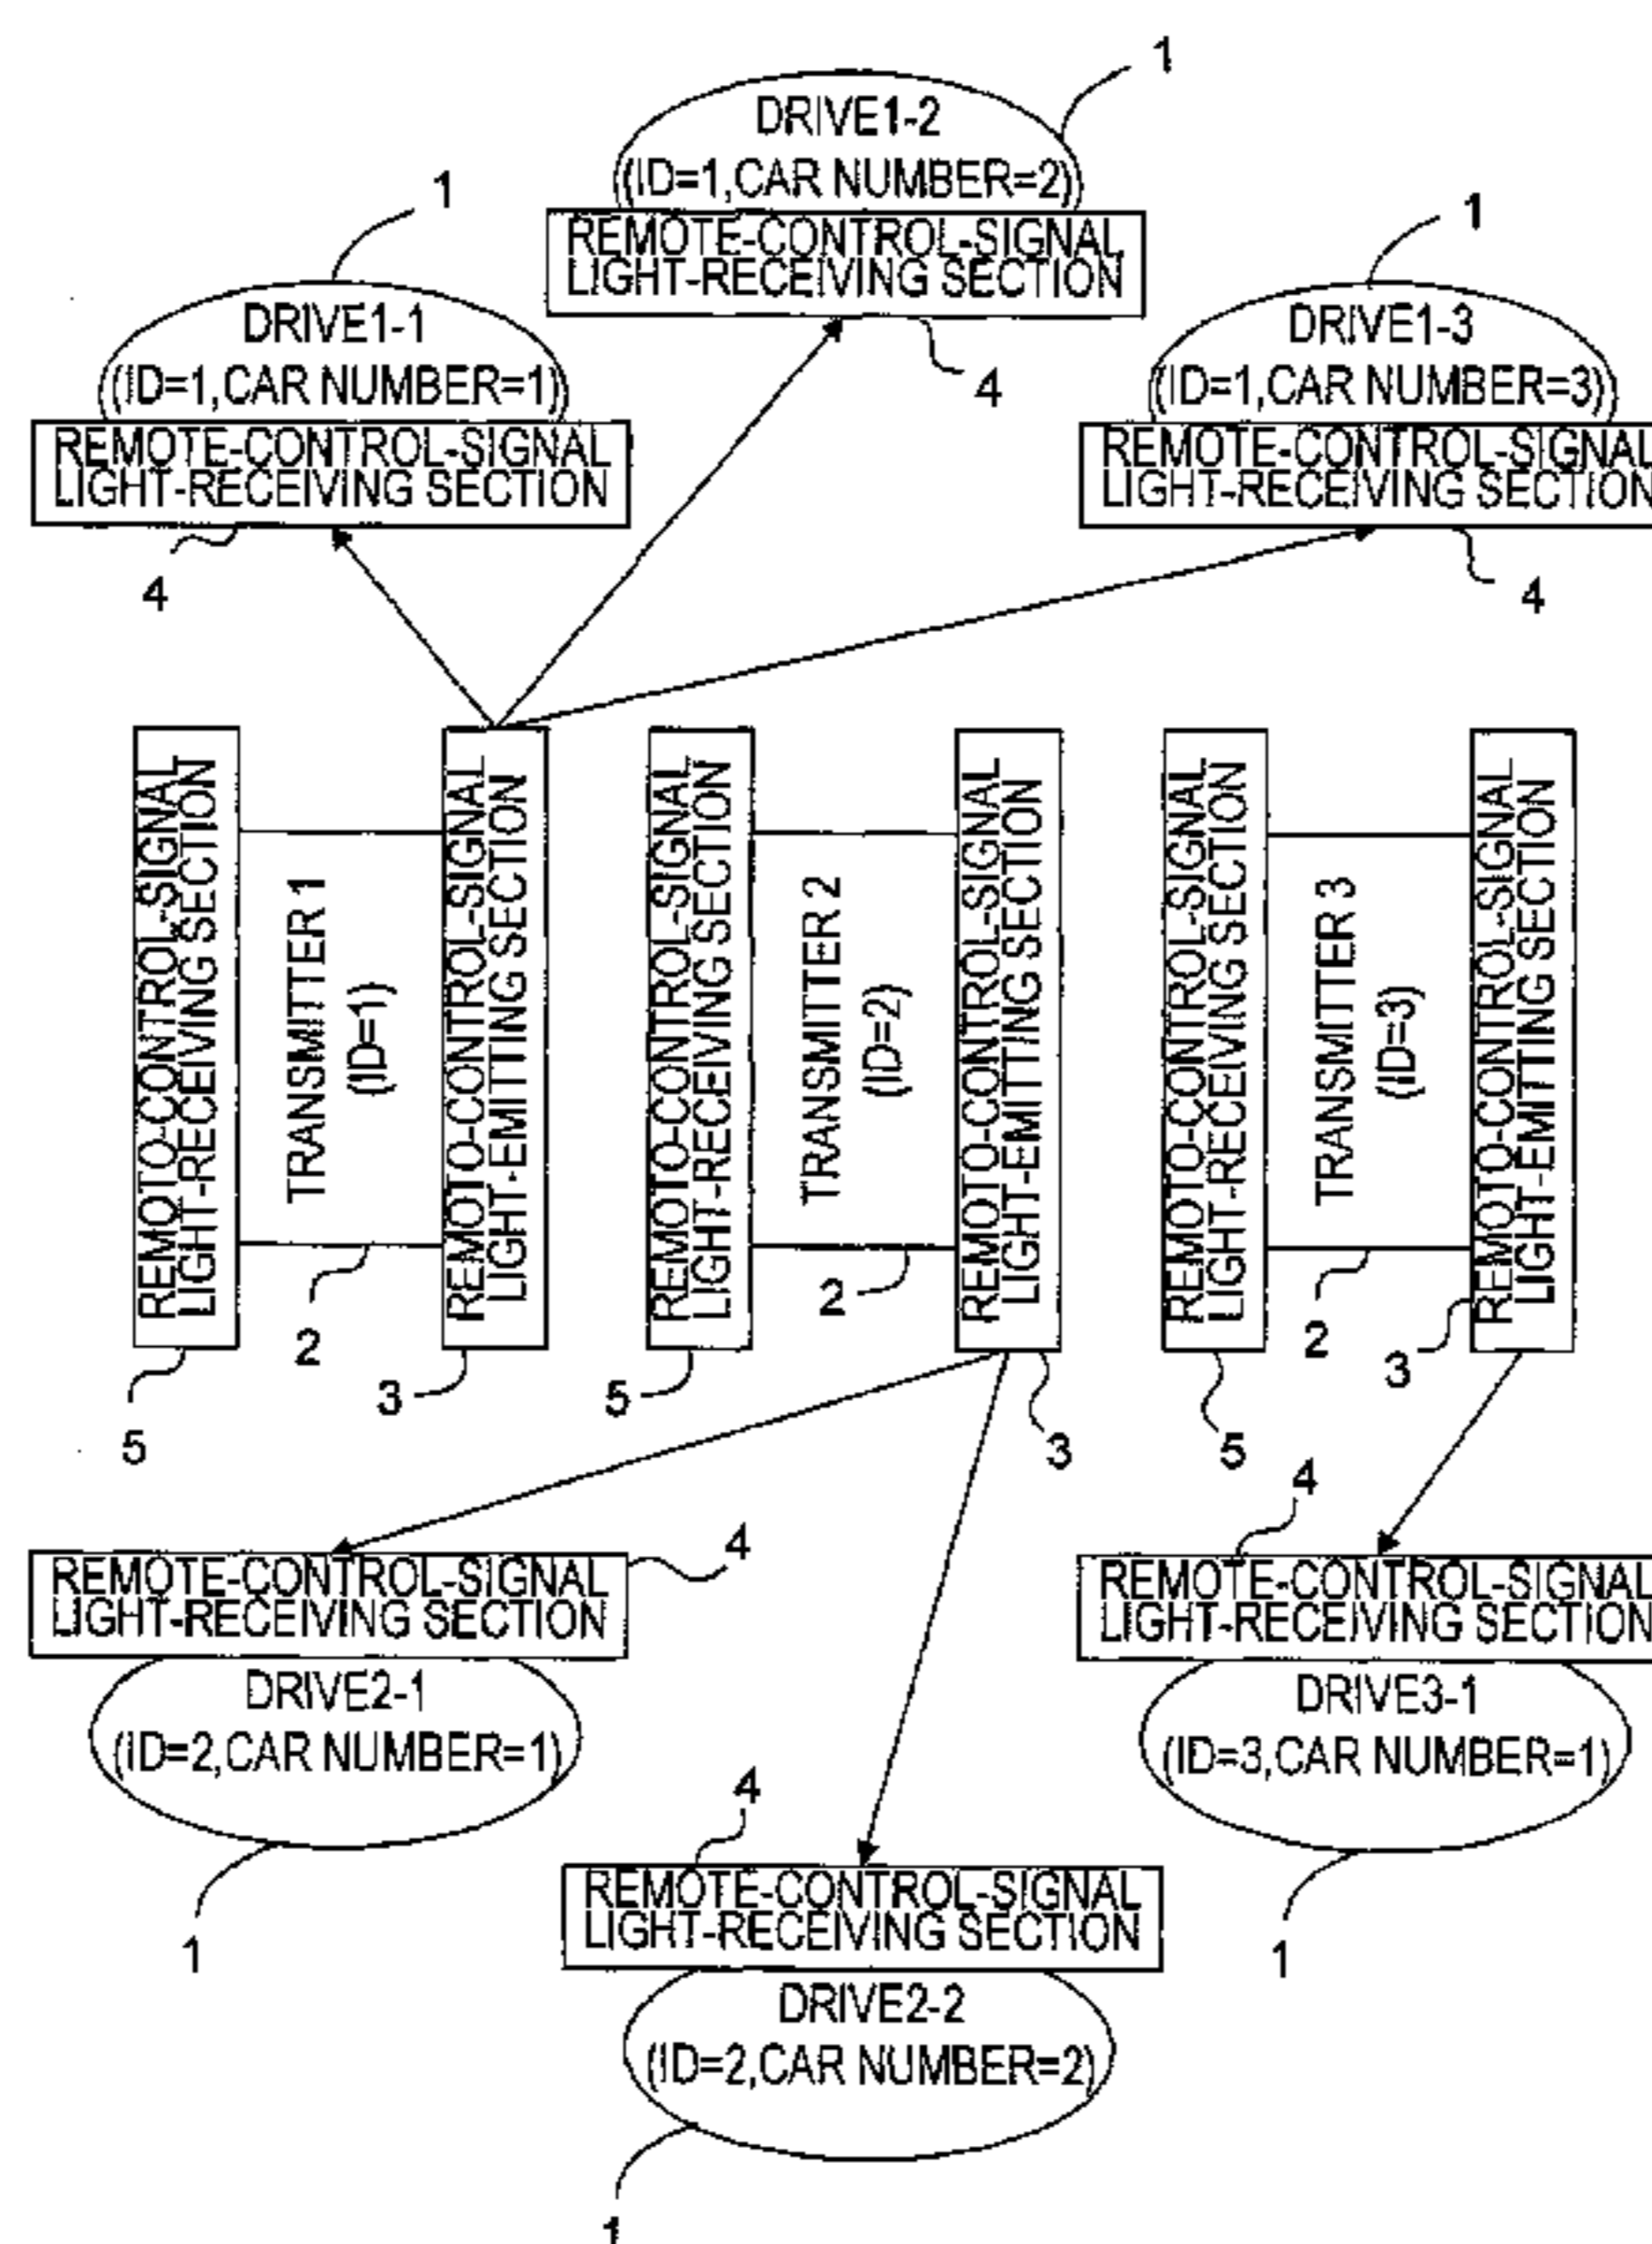 1
DRIVE1-2
(ID=1,CAR NUMBER=2)
REMOTE-CONTROL-SIGNAL
LIGHT-RECEIVING SECTION
4
1
DRIVE1-1
(ID=1,CAR NUMBER=1)
REMOTE-CONTROL-SIGNAL
LIGHT-RECEIVING SECTION
4
1
DRIVE1-3
(ID=1,CAR NUMBER=3)
REMOTE-CONTROL-SIGNAL
LIGHT-RECEIVING SECTION
4
REMOTO-CONTROL-SIGNAL
LIGHT-RECEIVING SECTION
5
TRANSMITTER 1
(ID=1)
2
REMOTO-CONTROL-SIGNAL
LIGHT-EMITTING SECTION
3
REMOTO-CONTROL-SIGNAL
LIGHT-RECEIVING SECTION
5
TRANSMITTER 2
(ID=2)
2
REMOTO-CONTROL-SIGNAL
LIGHT-EMITTING SECTION
3
REMOTO-CONTROL-SIGNAL
LIGHT-RECEIVING SECTION
5
TRANSMITTER 3
(ID=3)
2
REMOTO-CONTROL-SIGNAL
LIGHT-EMITTING SECTION
3
4
REMOTE-CONTROL-SIGNAL
LIGHT-RECEIVING SECTION
DRIVE2-1
(ID=2,CAR NUMBER=1)
1
4
REMOTE-CONTROL-SIGNAL
LIGHT-RECEIVING SECTION
DRIVE2-2
(ID=2,CAR NUMBER=2)
1
4
REMOTE-CONTROL-SIGNAL
LIGHT-RECEIVING SECTION
DRIVE3-1
(ID=3,CAR NUMBER=1)
1